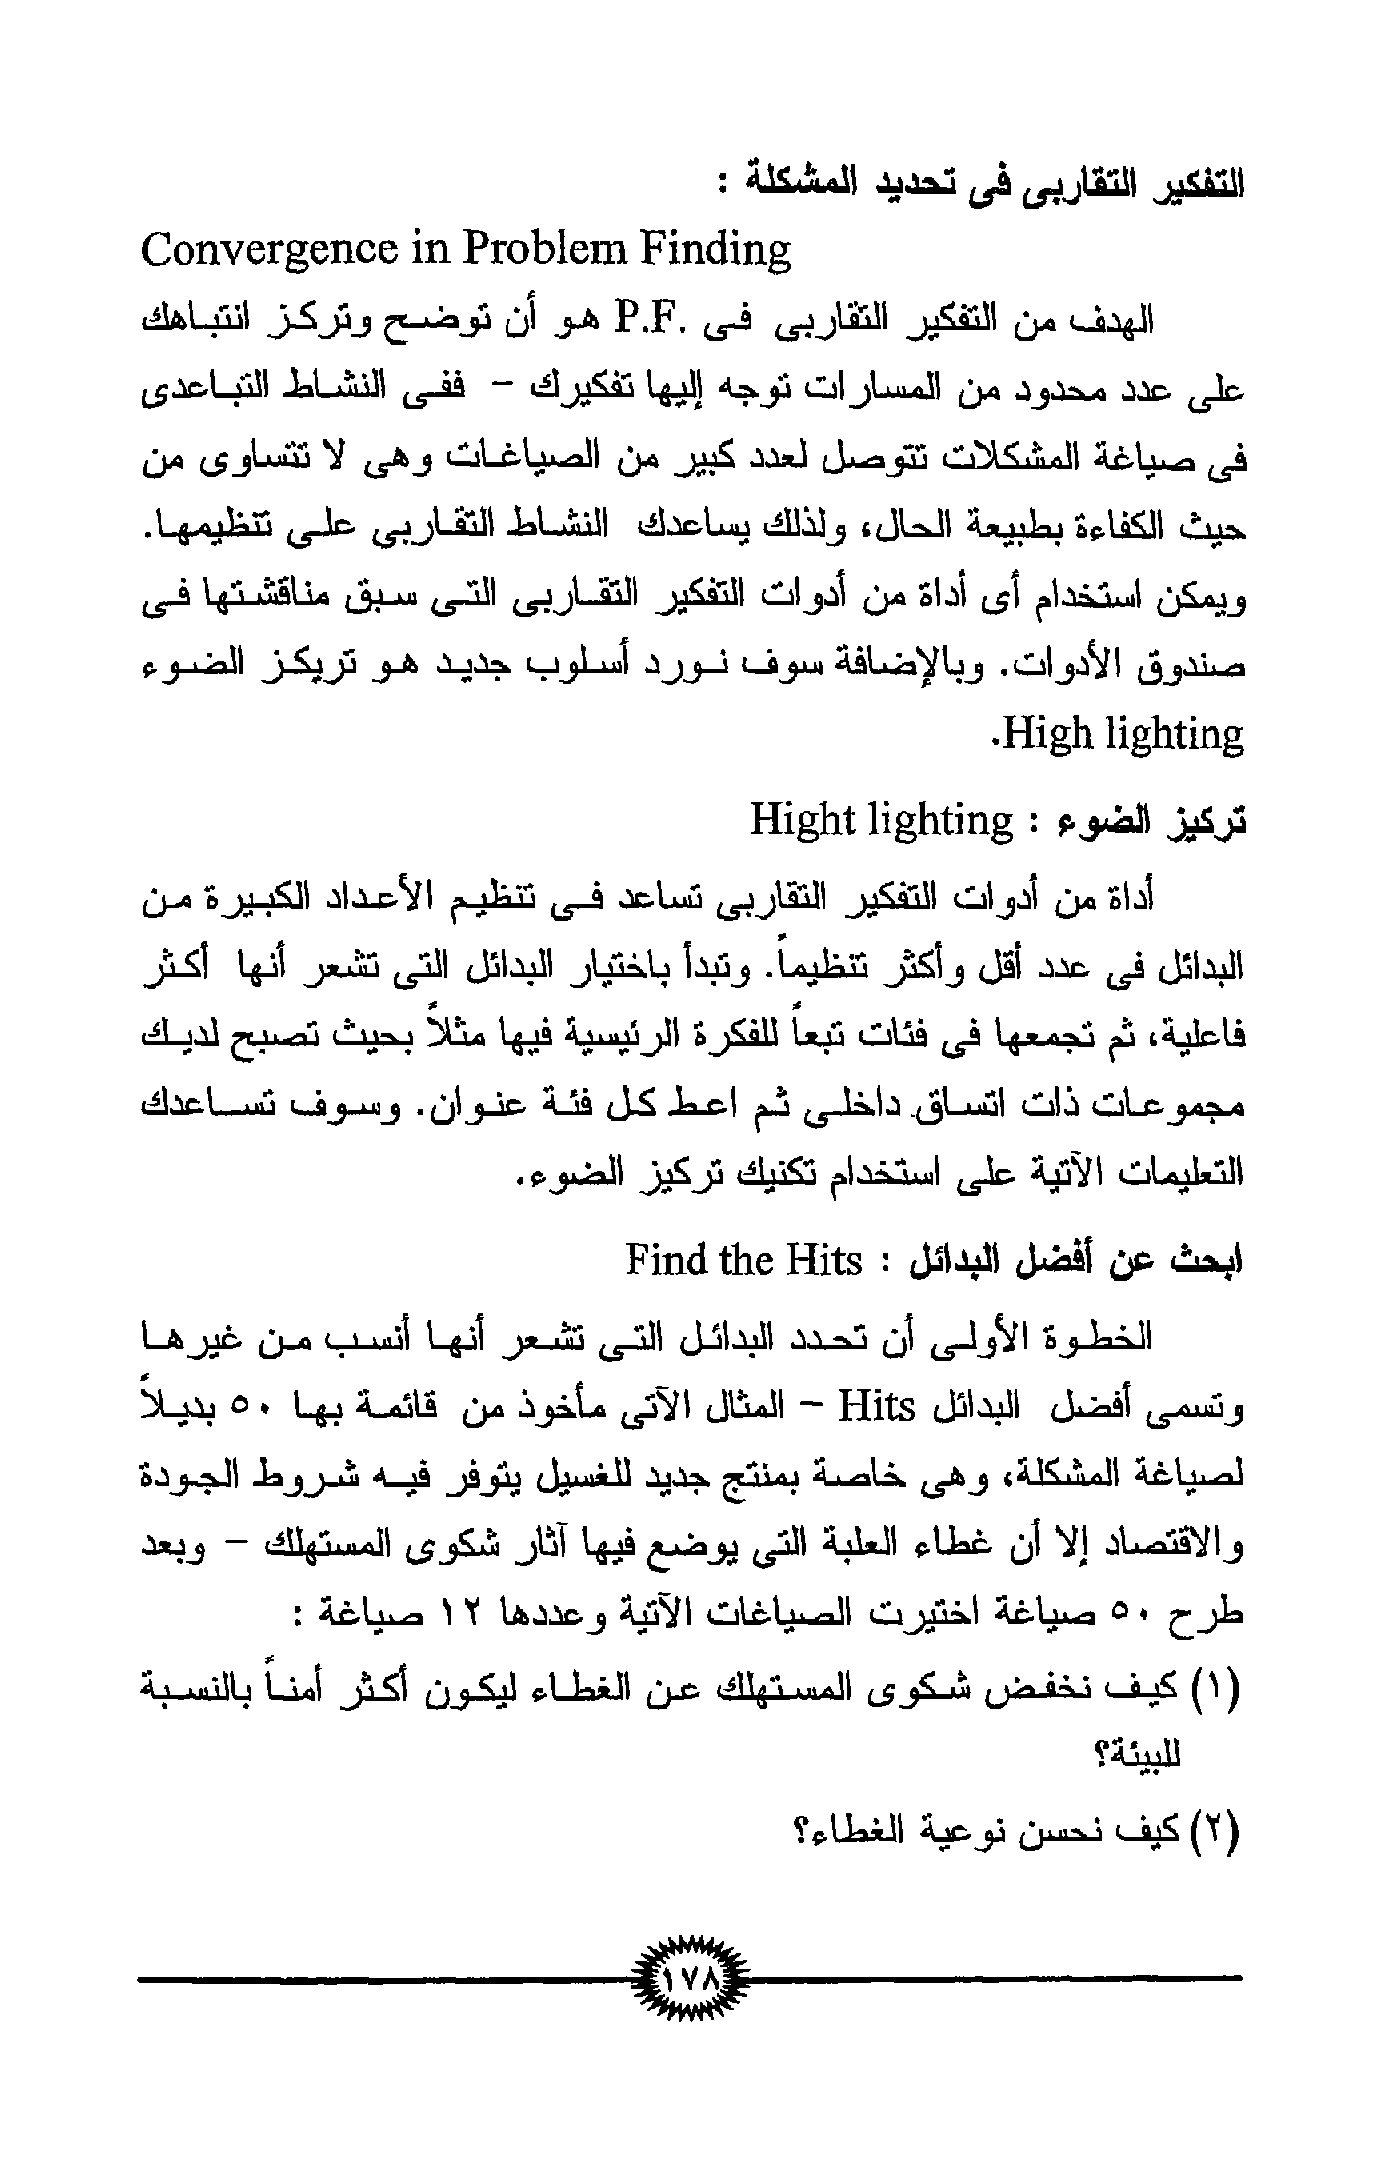 التفكير التقاربى فى تحديد المشكلة :
Convergence in Problem Finding
الهدف من التفكير التقاربى فى P.F. هو أن توضح وتركز انتباهك
على عدد محدود من المسارات توجه إليها تفكيرك - ففى النشاط التباعدى
فى صياغة المشكلات تتوصل لعدد كبير من الصياغات وهى لا تتساوى من
حيث الكفاءة بطبيعة الحال، ولذلك يساعدك النشاط التقاربى على تنظيمها.
ويمكن استخدام أى أداة من أدوات التفكير التقاربى التى سبق مناقشتها فى
صندوق الأدوات. وبالإضافة سوف نورد أسلوب جديد هو تريكز الضوء
High lighting.
تركيز الضوء : Hight lighting
أداة من أدوات التفكير التقاربى تساعد فى تنظيم الأعداد الكبيرة من
البدائل فى عدد أقل وأكثر تنظيماً. وتبدأ باختيار البدائل التى تشعر أنها أكثر
فاعلية، ثم تجمعها فى فئات تبعاً للفكرة الرئيسية فيها مثلاً بحيث تصبح لديك
مجموعات ذات اتساق داخلى ثم اعط كل فئة عنوان. وسوف تساعدك
التعليمات الآتية على استخدام تكنيك تركيز الضوء.
ابحث عن أفضل البدائل : Find the Hits
الخطوة الأولى أن تحدد البدائل التى تشعر أنها أنسب من غيرها
وتسمى أفضل البدائل Hits - المثال الآتى مأخوذ من قائمة بها ٥٠ بديلاً
لصياغة المشكلة، وهى خاصة بمنتج جديد للغسيل يتوفر فيه شروط الجودة
والاقتصاد إلا أن غطاء العلبة التى يوضع فيها آثار شكوى المستهلك - وبعد
طرح ٥٠ صياغة اختيرت الصياغات الآتية وعددها ١٢ صياغة :
(١) كيف نخفض شكوى المستهلك عن الغطاء ليكون أكثر أمناً بالنسبة
للبيئة؟
(٢) كيف نحسن نوعية الغطاء؟
١٧٨